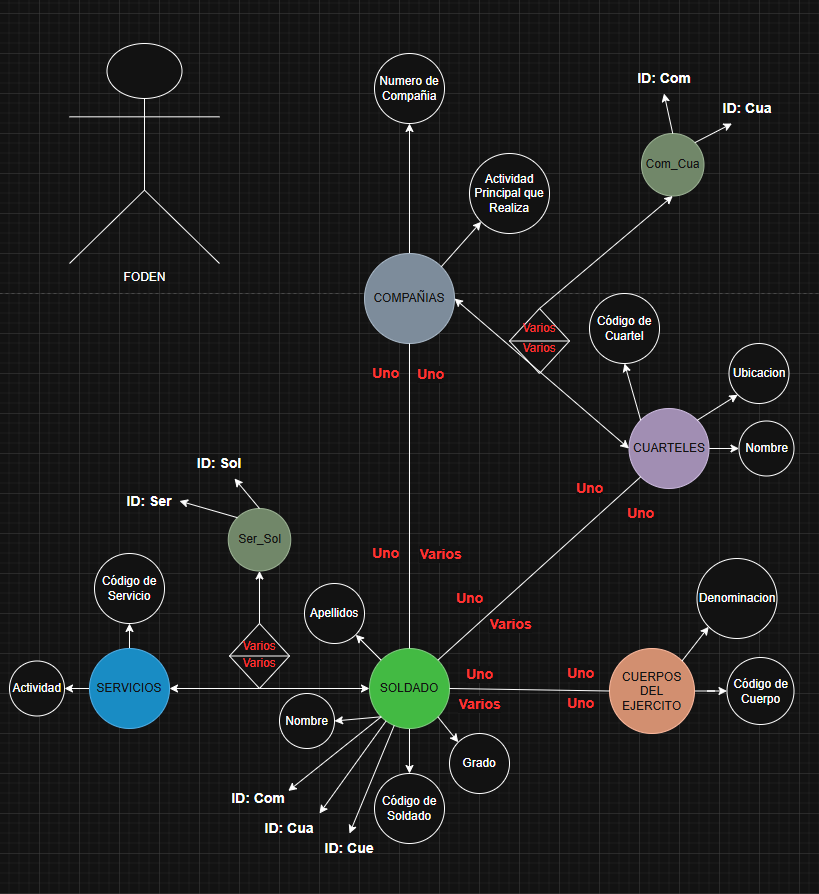 Numero de
Compañia
ID: Com
ID: Cua
Com_Cua
Actividad
Principal que
Realiza
FODEN
COMPAÑIAS
Varios
Varios
Código de
Cuartel
Ubicacion
Uno
Uno
CUARTELES
Nombre
ID: Sol
ID: Ser
Uno
Uno
Ser_Sol
Uno
Varios
Código de
Servicio
Apellidos
Uno
Varios
Denominacion
Varios
Varios
Actividad
SERVICIOS
SOLDADO
Uno
Varios
Uno
Uno
CUERPOS
DEL
EJERCITO
Código de
Cuerpo
Nombre
Grado
ID: Com
Código de
Soldado
ID: Cua
ID: Cue